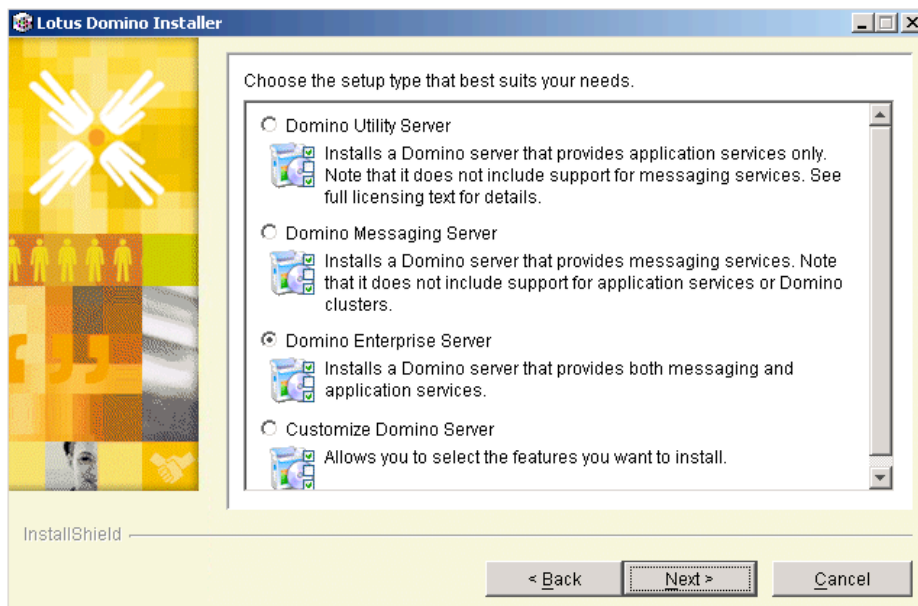 Lotus Domino Installer
Choose the setup type that best suits your needs.
Domino Utility Server
Installs a Domino server that provides application services only.
Note that it does not include support for messaging services. See
full licensing text for details.
Domino Messaging Server
Installs a Domino server that provides messaging services. Note
that it does not include support for application services or Domino
clusters.
Domino Enterprise Server
Installs a Domino server that provides both messaging and
application services.
Customize Domino Server
Allows you to select the features you want to install.
InstallShield
< Back
Next >
Cancel